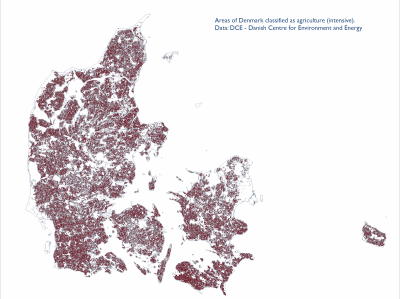 Areas of Denmark classified as agriculture (intensive).
Data: DCE - Danish Centre for Environment and Energy